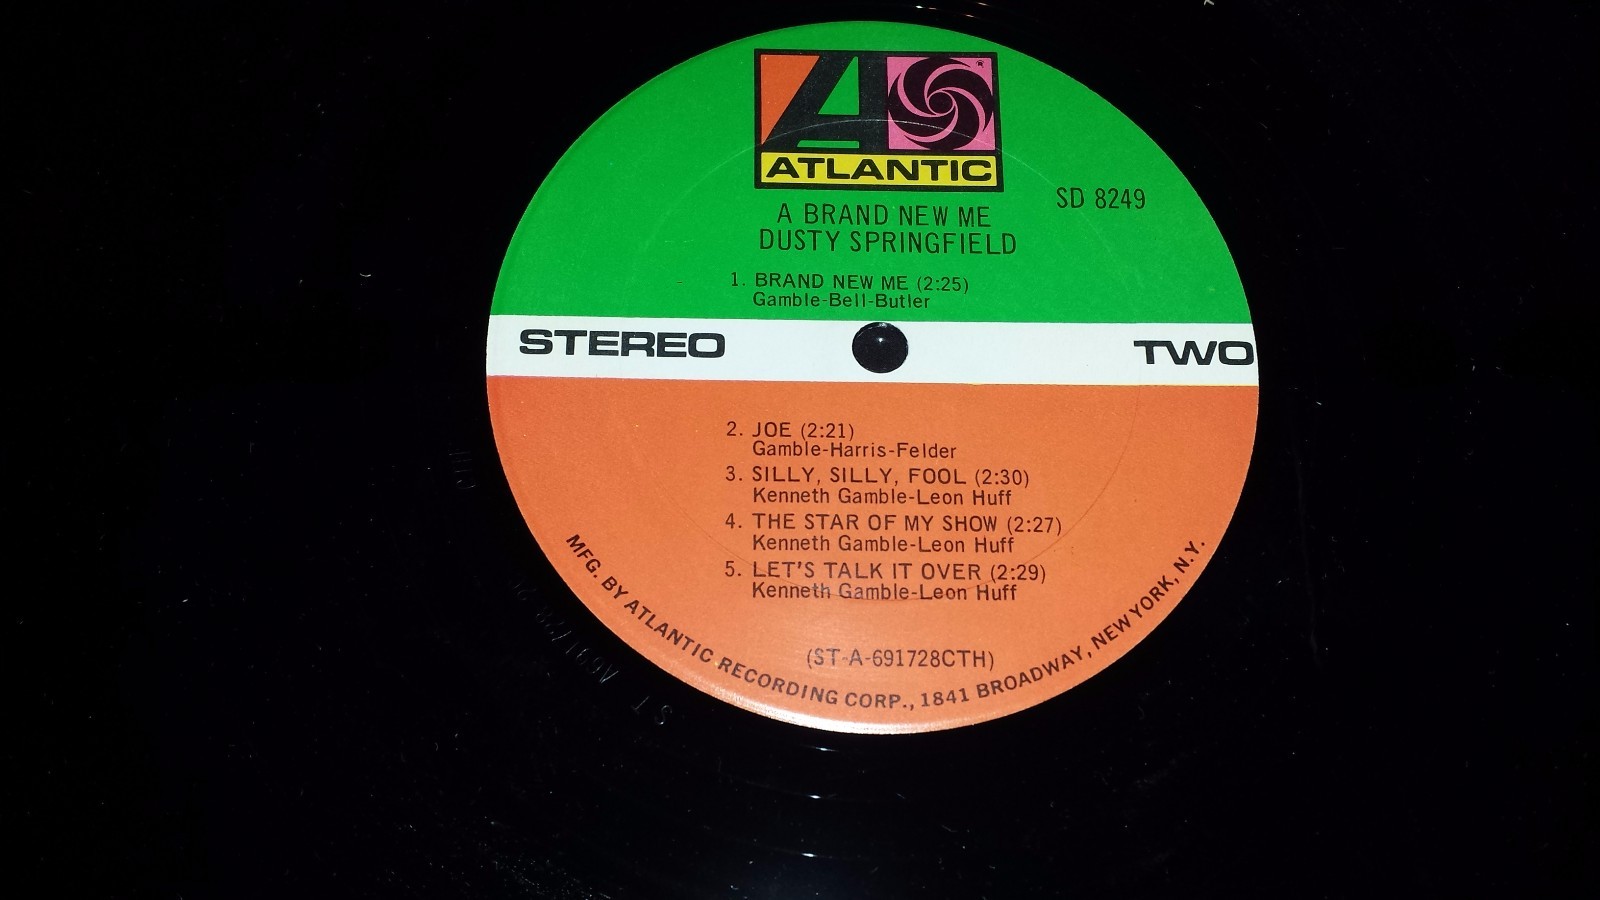 ATLANTIC
SD 8249
A BRAND NEW ME
DUSTY SPRINGFIELD
1. BRAND NEW ME (2:25)
Gamble-Bell-Butler
STEREO
TWO
2. JOE (2:21)
Gamble-Harris-Felder
3. SILLY, SILLY, FOOL (2:30)
Kenneth Gamble-Leon Huff
4. THE STAR OF MY SHOW (2:27)
Kenneth Gamble-Leon Huff
5. LET'S TALK IT OVER (2:29)
Kenneth Gamble-Leon Huff
(ST-A-691728CTH)
MFG. BY ATLANTIC RECORDING CORP., 1841 BROADWAY, NEW YORK, N.Y.